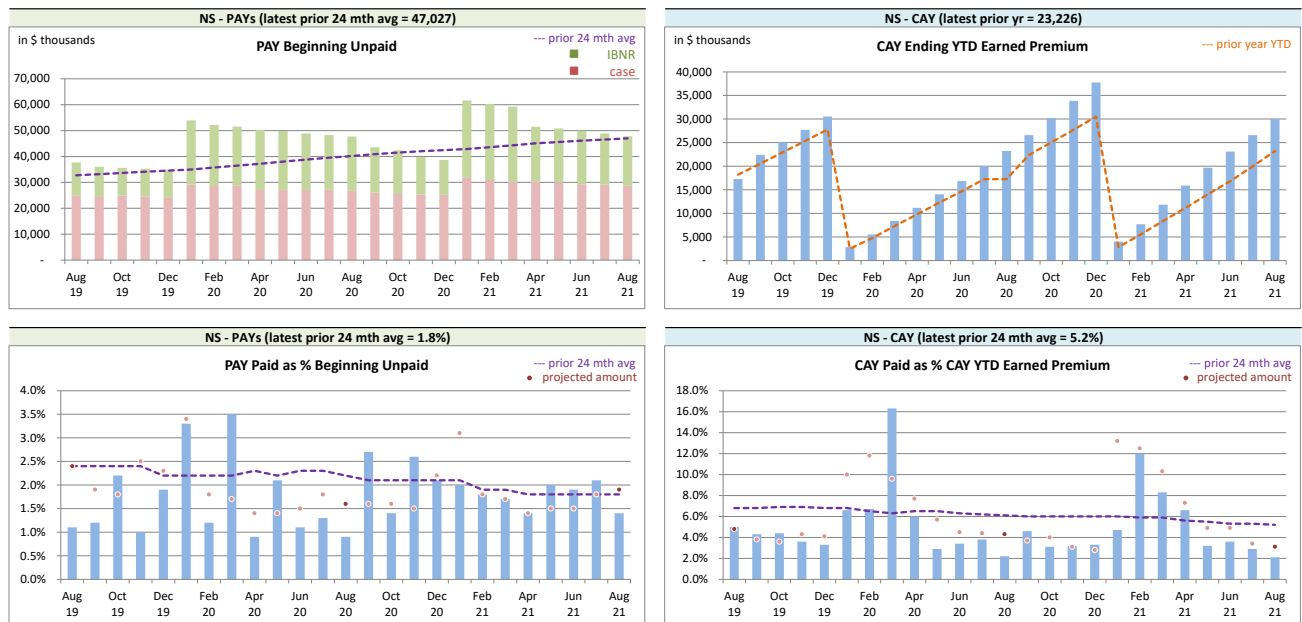 NS - PAYs (latest prior 24 mth avg = 47,027)
in $ thousands
PAY Beginning Unpaid
--- prior 24 mth avg
IBNR
case
70,000
60,000
50,000
40,000
30,000
20,000
10,000
-
Aug Oct Dec Feb Apr Jun Aug Oct Dec Feb Apr Jun Aug
19 19 19 20 20 20 20 20 20 21 21 21 21
NS - CAY (latest prior yr = 23,226)
in $ thousands
CAY Ending YTD Earned Premium
--- prior year YTD
40,000
35,000
30,000
25,000
20,000
15,000
10,000
5,000
-
Aug Oct Dec Feb Apr Jun Aug Oct Dec Feb Apr Jun Aug
19 19 19 20 20 20 20 20 20 21 21 21 21
NS - PAYs (latest prior 24 mth avg = 1.8%)
PAY Paid as % Beginning Unpaid
--- prior 24 mth avg
projected amount
4.0%
3.5%
3.0%
2.5%
2.0%
1.5%
1.0%
0.5%
0.0%
Aug Oct Dec Feb Apr Jun Aug Oct Dec Feb Apr Jun Aug
19 19 19 20 20 20 20 20 20 21 21 21 21
NS - CAY (latest prior 24 mth avg = 5.2%)
CAY Paid as % CAY YTD Earned Premium
--- prior 24 mth avg
projected amount
18.0%
16.0%
14.0%
12.0%
10.0%
8.0%
6.0%
4.0%
2.0%
0.0%
Aug Oct Dec Feb Apr Jun Aug Oct Dec Feb Apr Jun Aug
19 19 19 20 20 20 20 20 20 21 21 21 21